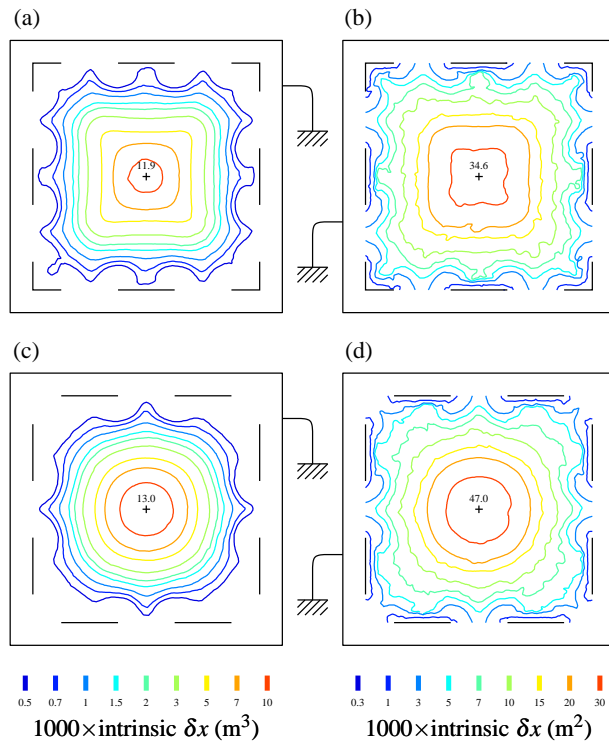 (a) (b)
11.9 34.6
(c) (d)
13.0 47.0
0.5 0.7 1 1.5 2 3 5 7 10 0.3 1 3 5 7 10 15 20 30
1000×intrinsic δx (m³) 1000×intrinsic δx (m²)